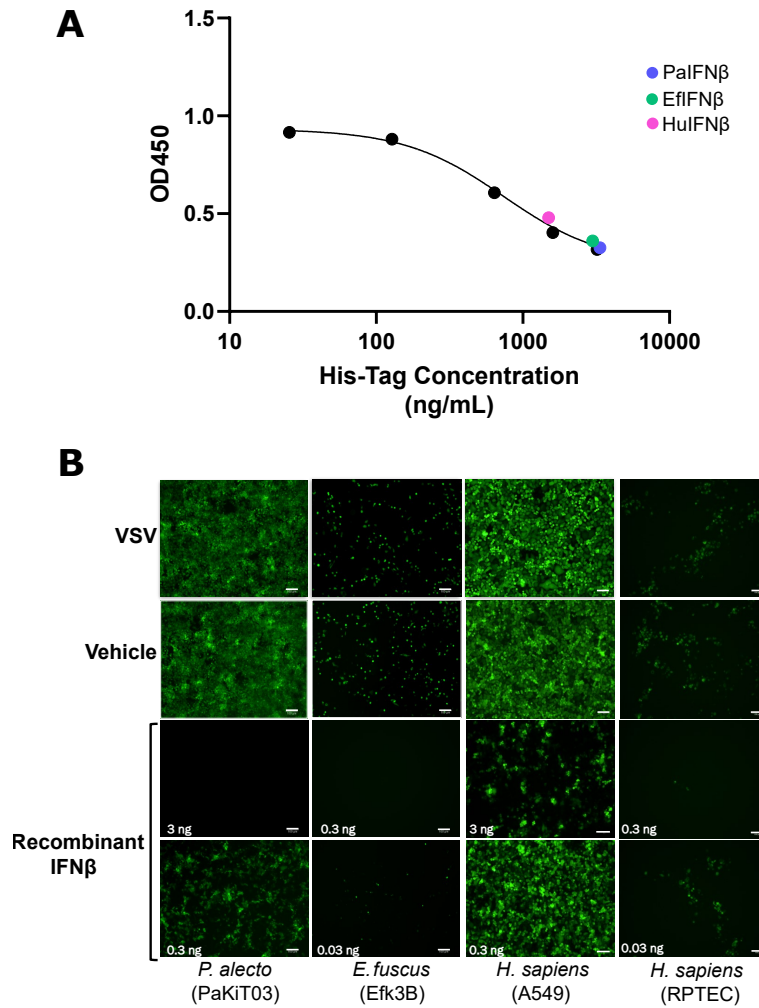 A
1.5
1.0
0.5
0.0
OD450
10
100
1000
10000
His-Tag Concentration
(ng/mL)
PaIFNβ
EfIFNβ
HuIFNβ
B
VSV
Vehicle
Recombinant
IFNβ
3 ng
0.3 ng
3 ng
0.3 ng
0.3 ng
0.03 ng
0.3 ng
0.03 ng
P. alecto
(PaKiT03)
E. fuscus
(Efk3B)
H. sapiens
(A549)
H. sapiens
(RPTEC)